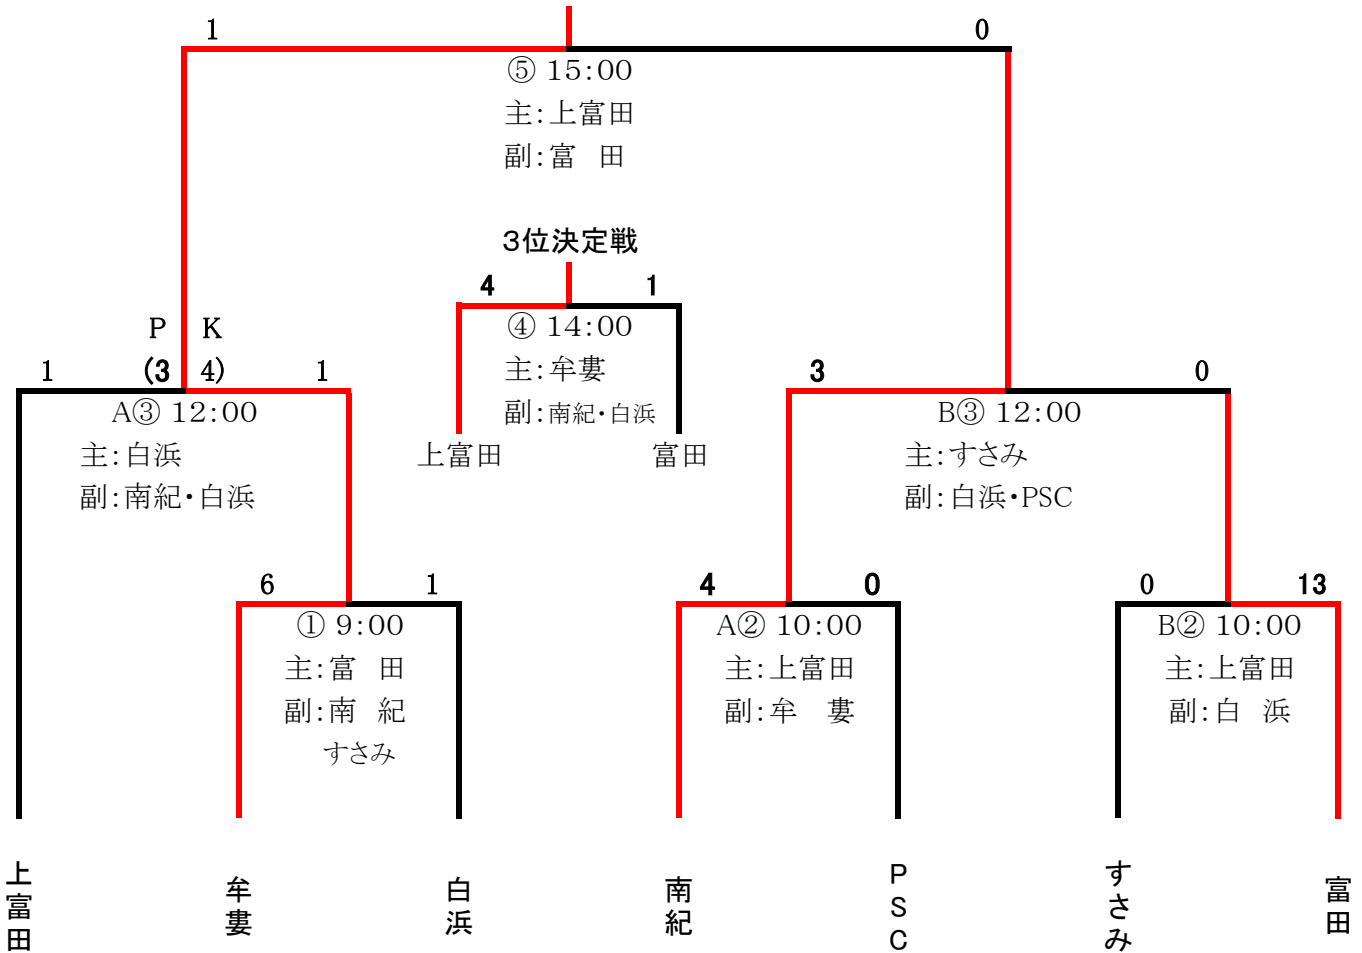 1
0
⑤ 15:00
主:上富田
副:富　田
3位決定戦
4
1
④ 14:00
主:牟婁
副:南紀・白浜
上富田
富田
P K
1
(3 4)
1
A③ 12:00
主:白浜
副:南紀・白浜
3
0
B③ 12:00
主:すさみ
副:白浜・PSC
6
1
① 9:00
主:富　田
副:南　紀
すさみ
4
0
A② 10:00
主:上富田
副:牟　婁
0
13
B② 10:00
主:上富田
副:白　浜
上富田
牟婁
白浜
南紀
PSC
すさみ
富田